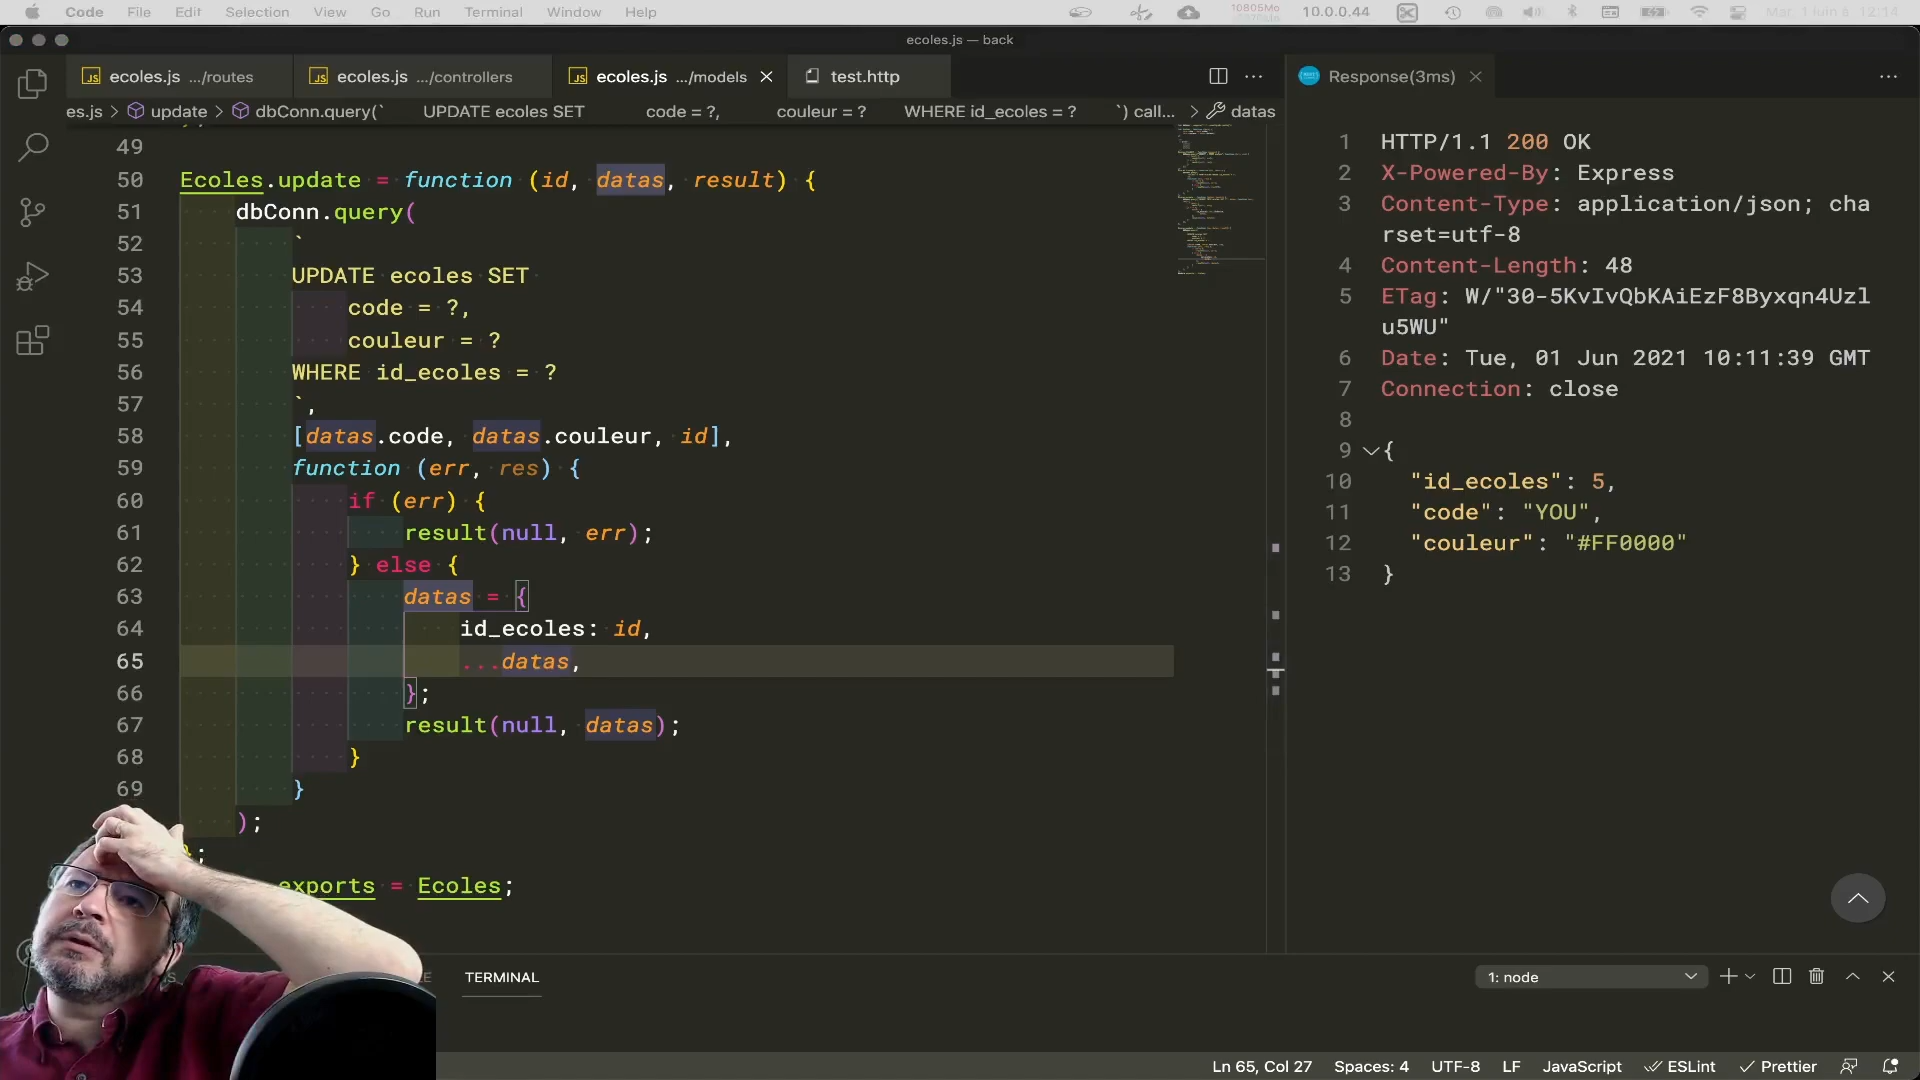 Code File Edit Selection View Go Run Terminal Window Help 10805Mo 10.0.0.44
ecoles.js — back
ecoles.js .../routes ecoles.js .../controllers ecoles.js .../models test.http Response(3ms)
es.js > update > dbConn.query(` UPDATE ecoles SET code = ?, couleur = ? WHERE id_ecoles = ? `) call... > datas
49
50 Ecoles.update = function (id, datas, result) {
51 dbConn.query(
52 `
53 UPDATE ecoles SET
54 code = ?,
55 couleur = ?
56 WHERE id_ecoles = ?
57 `,
58 [datas.code, datas.couleur, id],
59 function (err, res) {
60 if (err) {
61 result(null, err);
62 } else {
63 datas = {
64 id_ecoles: id,
65 ...datas,
66 };
67 result(null, datas);
68 }
69 }
);
};
exports = Ecoles;
1 HTTP/1.1 200 OK
2 X-Powered-By: Express
3 Content-Type: application/json; cha
rset=utf-8
4 Content-Length: 48
5 ETag: W/"30-5KvIvQbKAiEzF8Byxqn4Uzl
u5WU"
6 Date: Tue, 01 Jun 2021 10:11:39 GMT
7 Connection: close
8
9 {
10 "id_ecoles": 5,
11 "code": "YOU",
12 "couleur": "#FF0000"
13 }
TERMINAL 1: node
Ln 65, Col 27 Spaces: 4 UTF-8 LF JavaScript ESLint Prettier